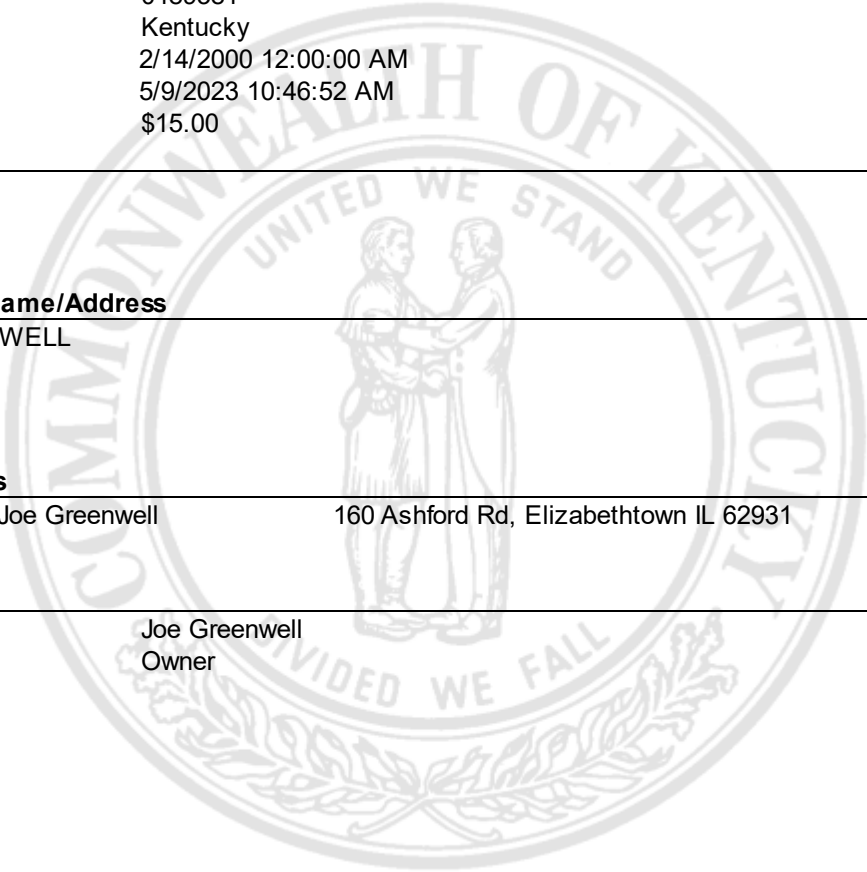 Kentucky
2/14/2000 12:00:00 AM
5/9/2023 10:46:52 AM
$15.00
COMMONWEALTH OF KENTUCKY
UNITED WE STAND
ame/Address
WELL
s
Joe Greenwell 160 Ashford Rd, Elizabethtown IL 62931
Joe Greenwell
Owner
DIVIDED WE FALL